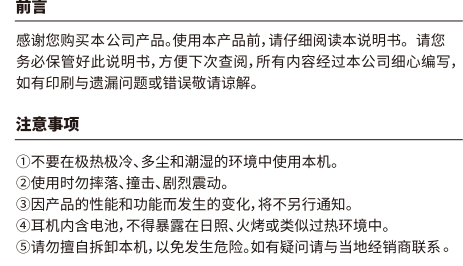 前言
感谢您购买本公司产品。使用本产品前,请仔细阅读本说明书。请您
务必保管好此说明书,方便下次查阅,所有内容经过本公司细心编写,
如有印刷与遗漏问题或错误敬请谅解。
注意事项
①不要在极热极冷、多尘和潮湿的环境中使用本机。
②使用时勿摔落、撞击、剧烈震动。
③因产品的性能和功能而发生的变化,将不另行通知。
④耳机内含电池,不得暴露在日照、火烤或类似过热环境中。
⑤请勿擅自拆卸本机,以免发生危险。如有疑问请与当地经销商联系。